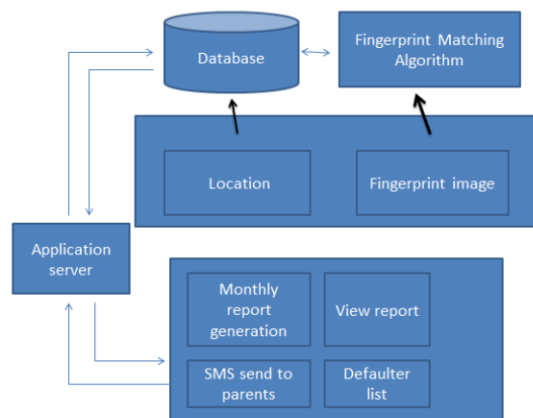 Database
Fingerprint Matching
Algorithm
Location
Fingerprint image
Application
server
Monthly
report
generation
View report
SMS send to
parents
Defaulter
list